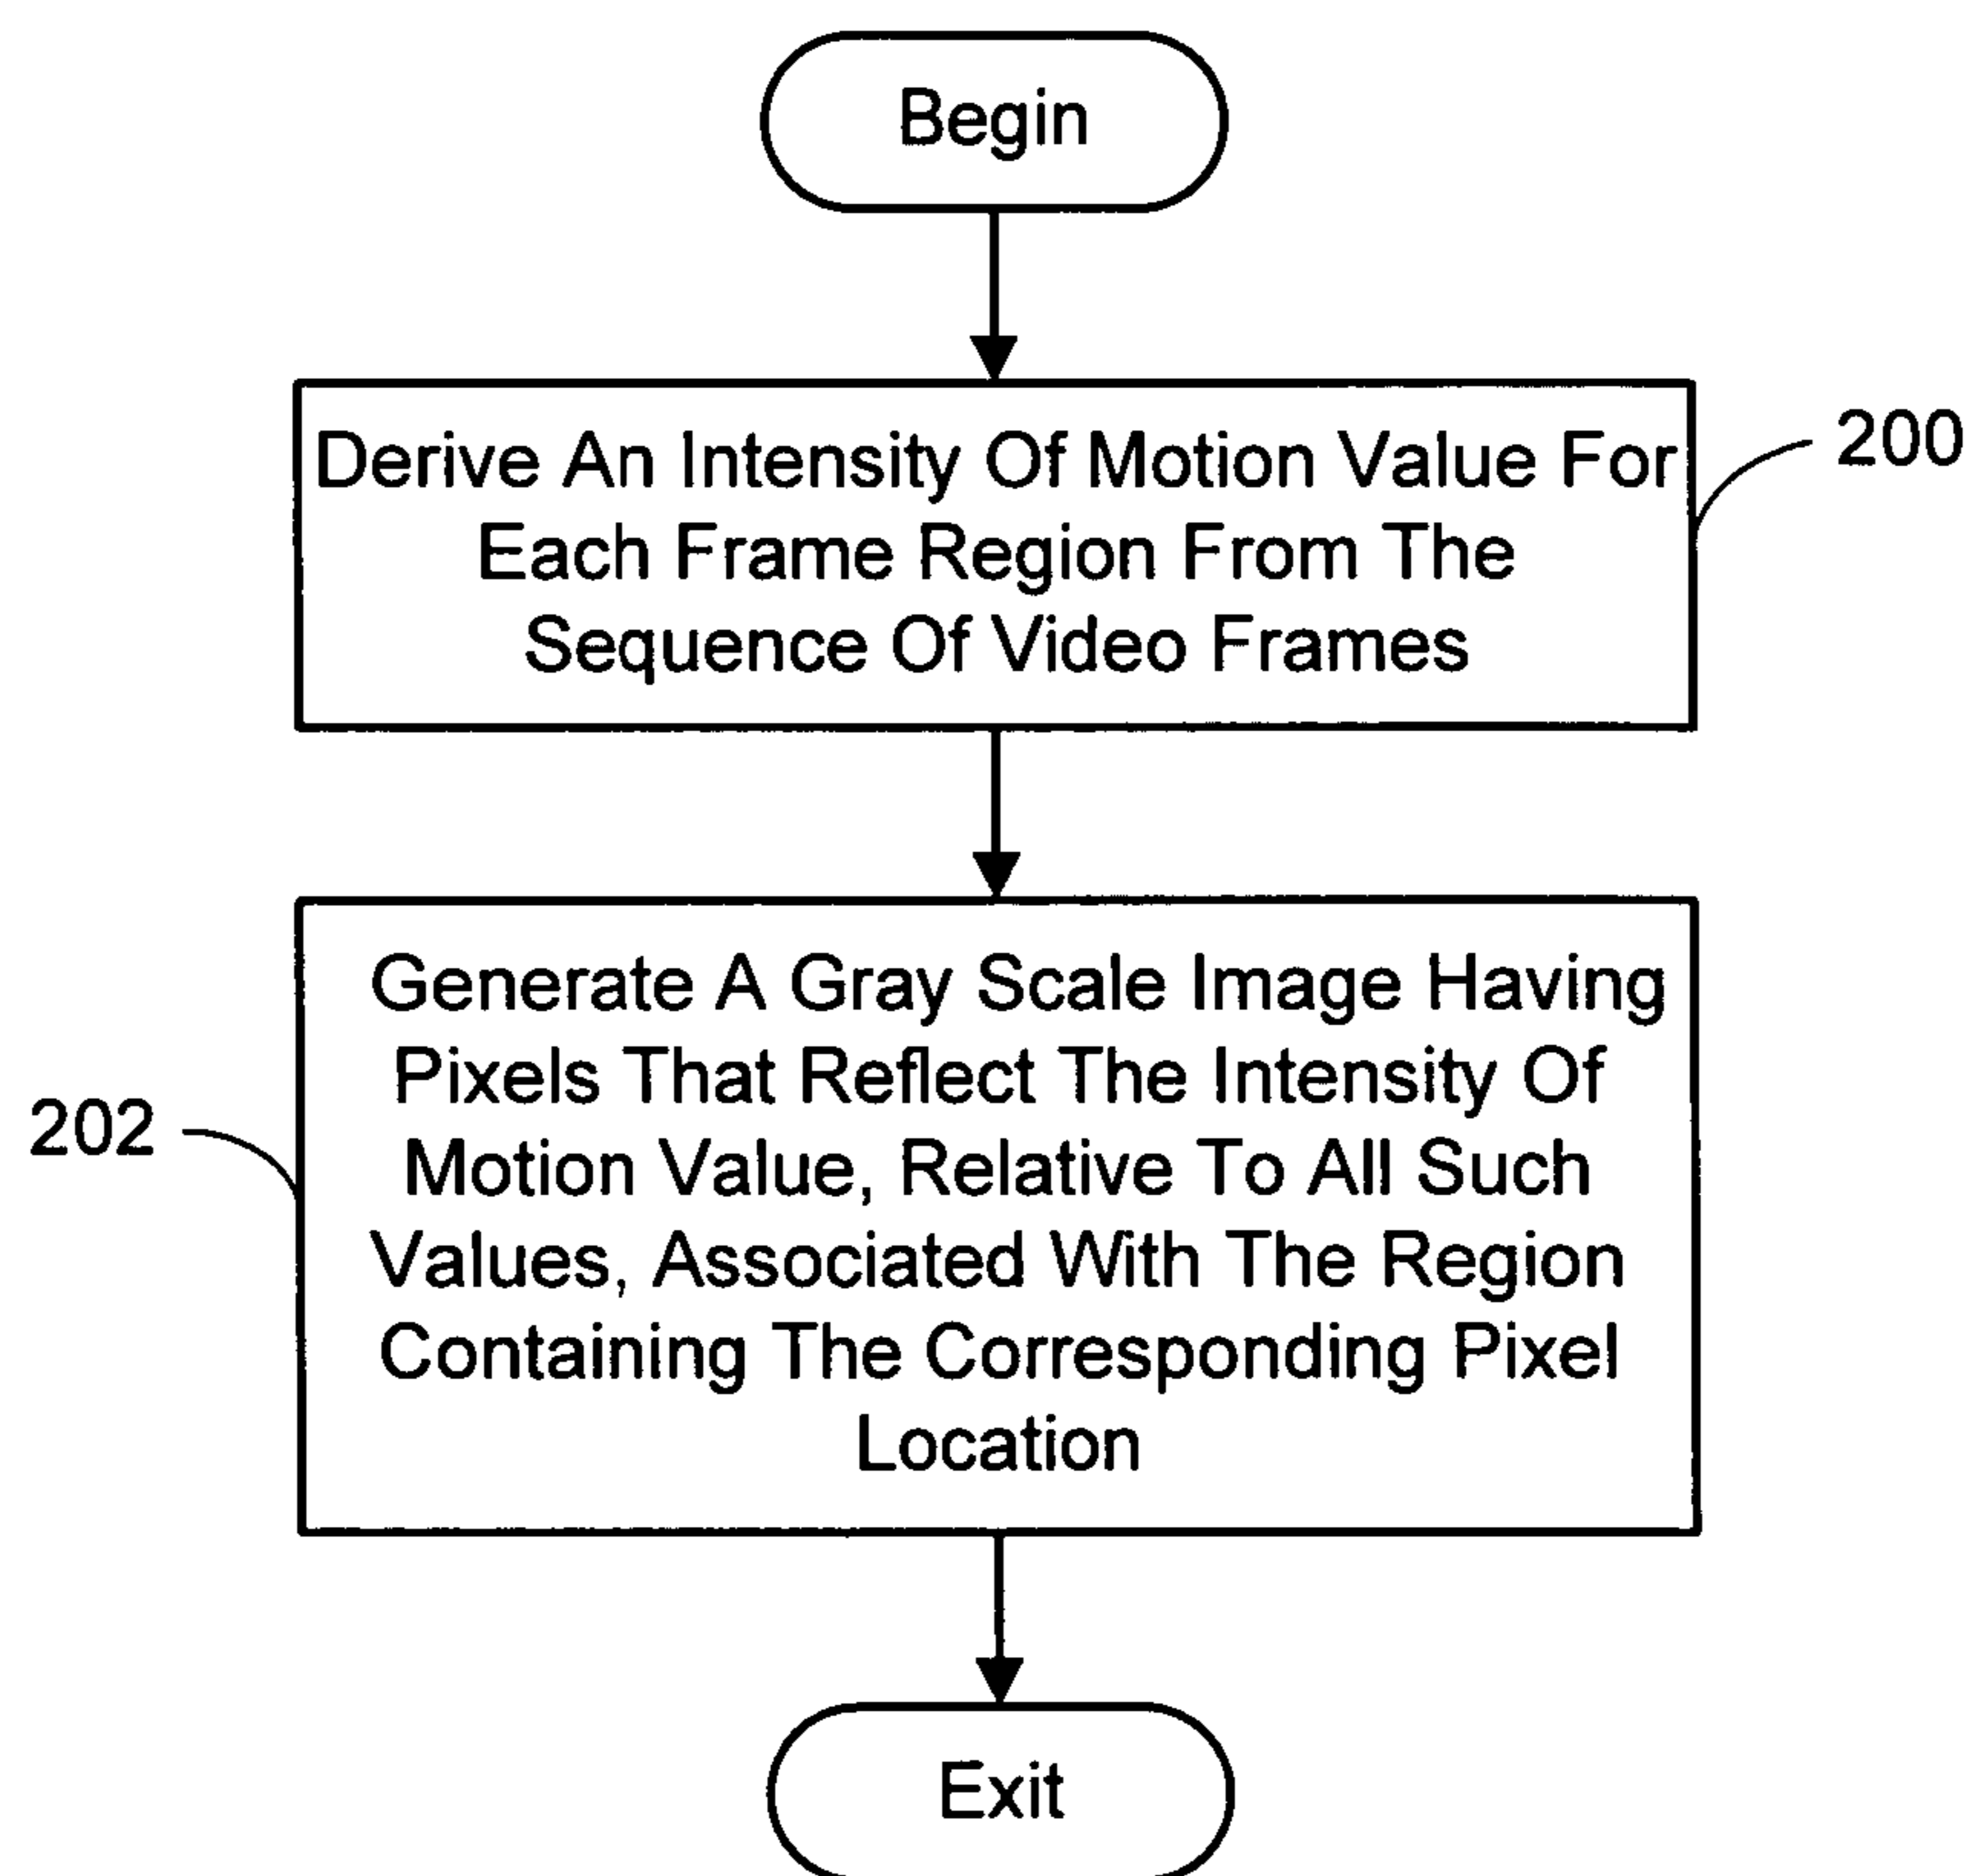 Begin
Derive An Intensity Of Motion Value For
Each Frame Region From The
Sequence Of Video Frames
200
Generate A Gray Scale Image Having
Pixels That Reflect The Intensity Of
Motion Value, Relative To All Such
Values, Associated With The Region
Containing The Corresponding Pixel
Location
202
Exit